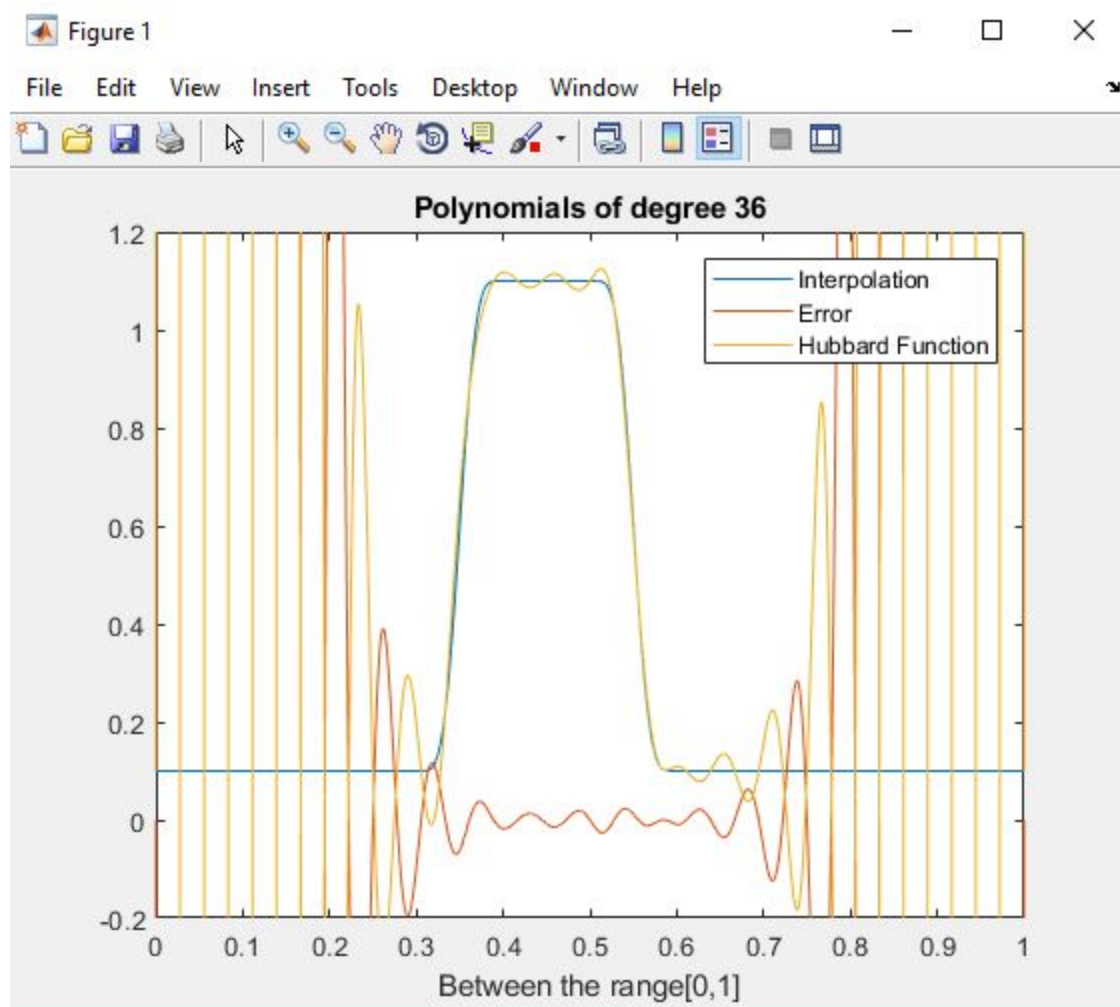 Figure 1
File Edit View Insert Tools Desktop Window Help
Polynomials of degree 36
1.2
1
0.8
0.6
0.4
0.2
0
-0.2
Interpolation
Error
Hubbard Function
0 0.1 0.2 0.3 0.4 0.5 0.6 0.7 0.8 0.9 1
Between the range[0,1]